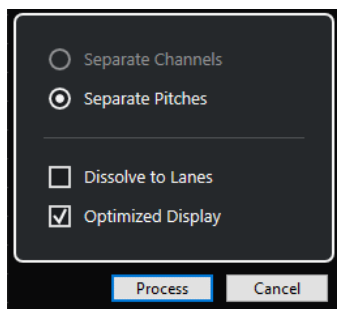 Separate Channels
Separate Pitches
Dissolve to Lanes
Optimized Display
Process Cancel